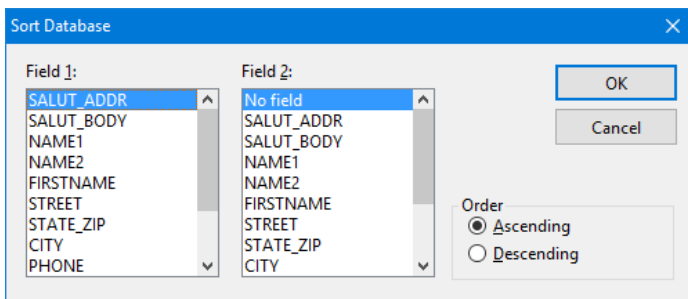 Sort Database
Field 1:
SALUT_ADDR
SALUT_BODY
NAME1
NAME2
FIRSTNAME
STREET
STATE_ZIP
CITY
PHONE
Field 2:
No field
SALUT_ADDR
SALUT_BODY
NAME1
NAME2
FIRSTNAME
STREET
STATE_ZIP
CITY
OK
Cancel
Order
Ascending
Descending